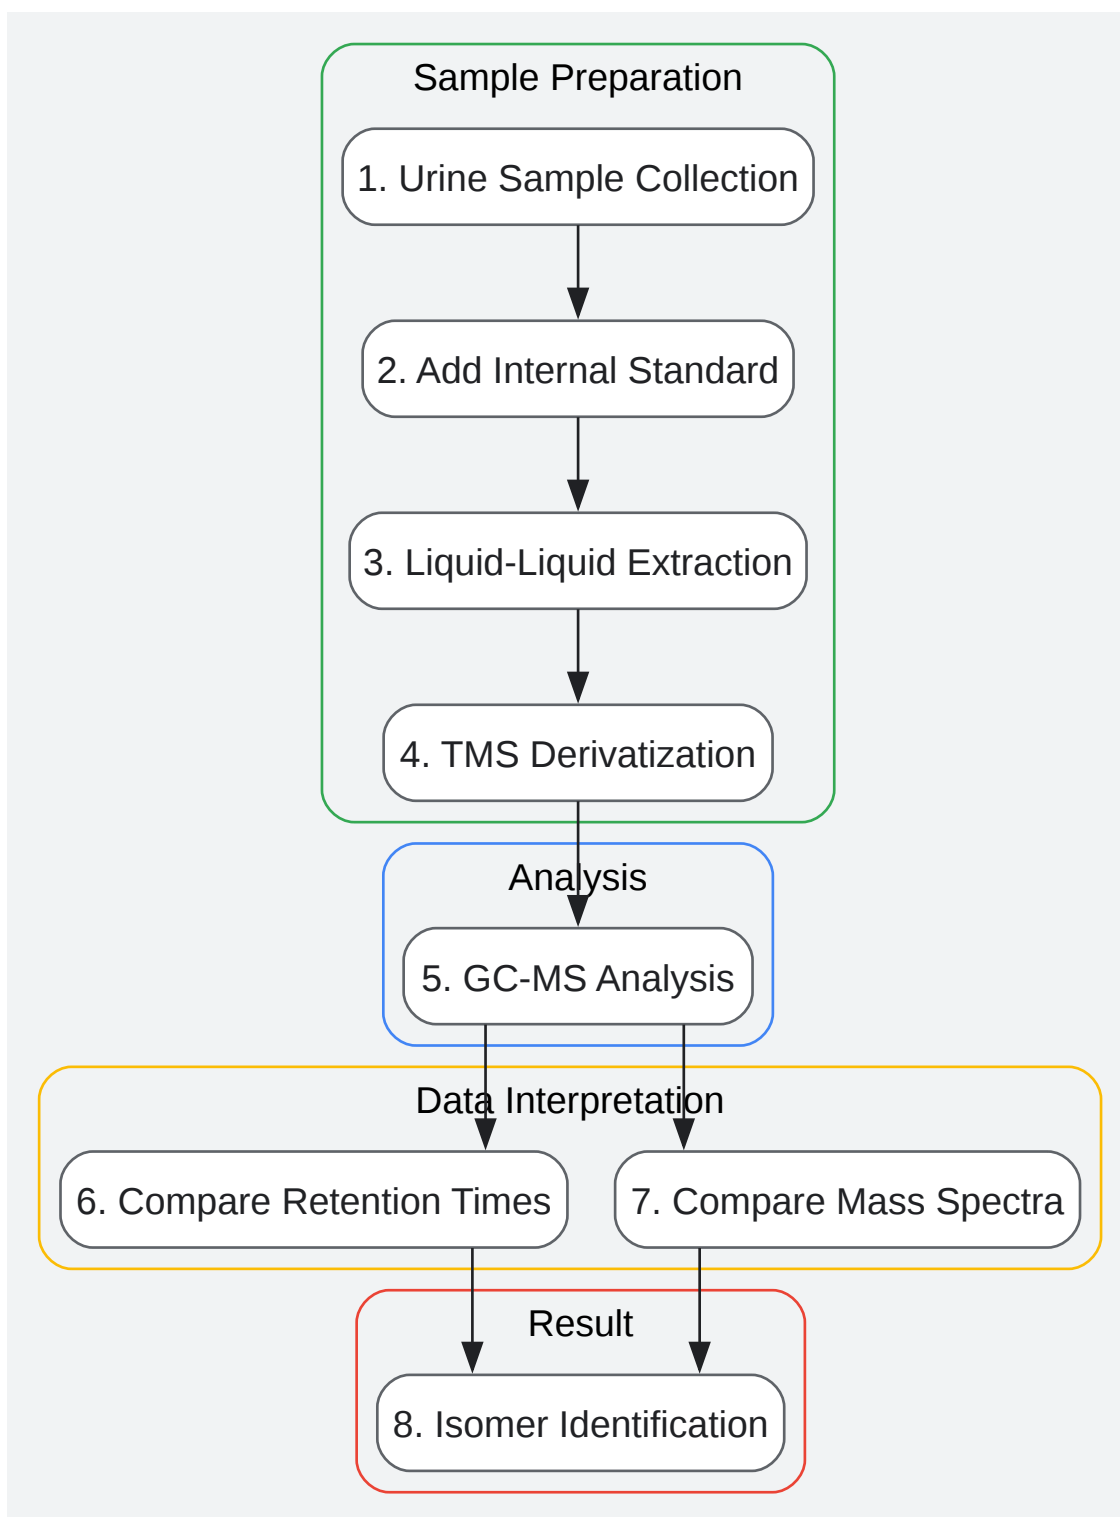 Sample Preparation
1. Urine Sample Collection
2. Add Internal Standard
3. Liquid-Liquid Extraction
4. TMS Derivatization
Analysis
5. GC-MS Analysis
Data Interpretation
6. Compare Retention Times
7. Compare Mass Spectra
Result
8. Isomer Identification